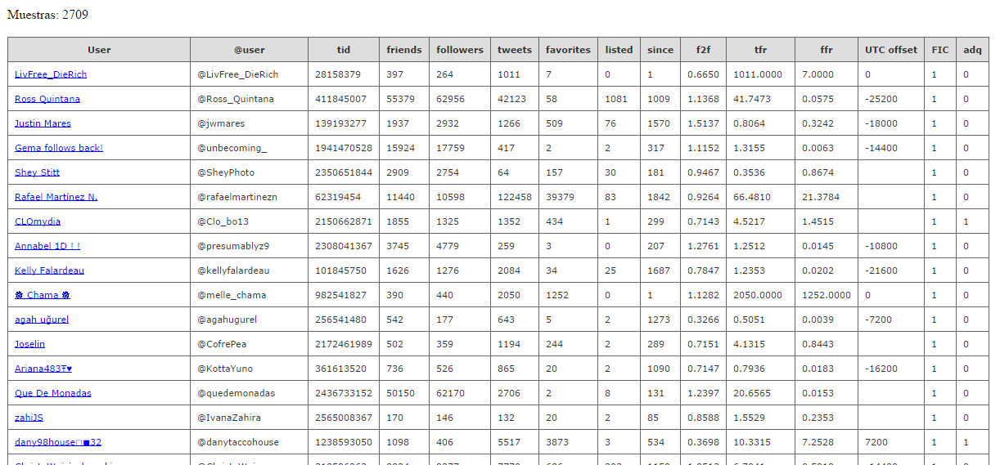 Muestras: 2709
User @user tid friends followers tweets favorites listed since f2f tfr ffr UTC offset FIC adq
LivFree_DieRich @LivFree_DieRich 28158379 397 264 1011 7 0 1 0.6650 1011.0000 7.0000 0 1 0
Ross Quintana @Ross_Quintana 411845007 55379 62956 42123 58 1081 1009 1.1368 41.7473 0.0575 -25200 1 0
Justin Mares @jwmares 139193277 1937 2932 1266 509 76 1570 1.5137 0.8064 0.3242 -18000 1 0
Gema follows back! @unbecoming_ 1941470528 15924 17759 417 2 2 317 1.1152 1.3155 0.0063 -14400 1 0
Shey Stitt @SheyPhoto 2350651844 2909 2754 64 157 30 181 0.9467 0.3536 0.8674 1 0
Rafael Martínez N. @rafaelmartinezn 62319454 11440 10598 122458 39379 83 1842 0.9264 66.4810 21.3784 1 0
CLOmydia @Clo_bo13 2150662871 1855 1325 1352 434 1 299 0.7143 4.5217 1.4515 1 1
Annabel 1D ! ! @presumablyz9 2308041367 3745 4779 259 3 0 207 1.2761 1.2512 0.0145 -10800 1 0
Kelly Falardeau @kellyfalardeau 101845750 1626 1276 2084 34 25 1687 0.7847 1.2353 0.0202 -21600 1 0
Chama @melle_chama 982541827 390 440 2050 1252 0 1 1.1282 2050.0000 1252.0000 0 1 0
agah uğurel @agahugurel 256541480 542 177 643 5 2 1273 0.3266 0.5051 0.0039 -7200 1 0
Joselin @CofrePea 2172461989 502 359 1194 244 2 289 0.7151 4.1315 0.8443 1 0
Ariana483Ŧ♥ @KottaYuno 361613520 736 526 865 20 2 1090 0.7147 0.7936 0.0183 -16200 1 0
Que De Monadas @quedemonadas 2436733152 50150 62170 2706 2 8 131 1.2397 20.6565 0.0153 1 0
zahiJS @IvanaZahira 2565008367 170 146 132 20 2 85 0.8588 1.5529 0.2353 1 0
dany98house□■32 @danytaccohouse 1238593050 1098 406 5517 3873 3 534 0.3698 10.3315 7.2528 7200 1 1